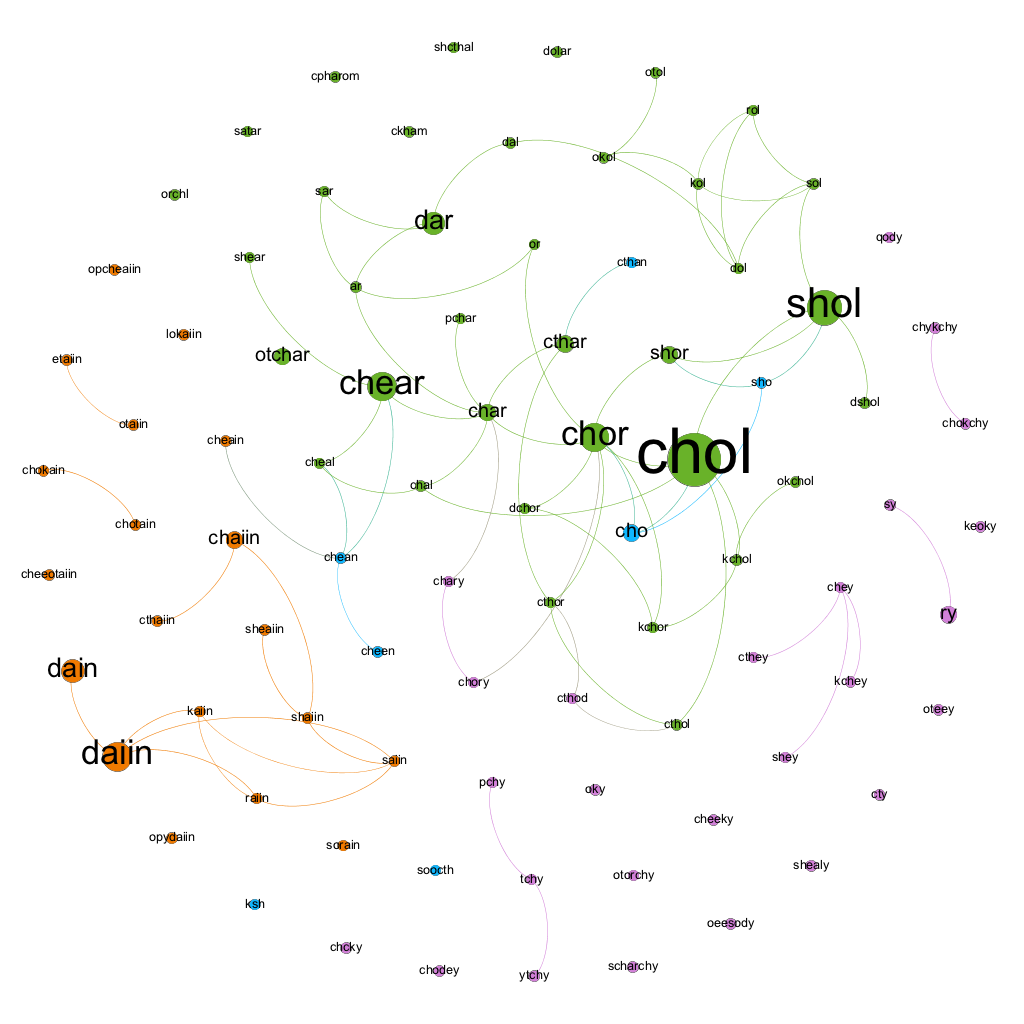 shcthal
dolar
cpharom
otol
rol
satar
ckham
dal
okol
kol
sol
orchl
sar
dar
qody
or
shear
cthan
dol
opcheaiin
ar
shol
pchar
chykchy
lokaiin
cthar
otchar
shor
etaiin
chear
sho
dshol
char
otaiin
chokchy
cheain
chor
chol
cheal
chokain
chal
okchol
sy
dchor
chotain
keoky
cho
chaiin
chean
kchol
cheeotaiin
chary
chey
cthor
ry
cthaiin
sheaiin
kchor
cheen
cthey
dain
chory
kchey
cthod
oteey
kaiin
shaiin
cthol
daiin
shey
saiin
pchy
oky
cty
raiin
cheeky
opydaiin
sorain
shealy
soocth
otorchy
tchy
ksh
oeesody
chcky
scharchy
chodey
ytchy